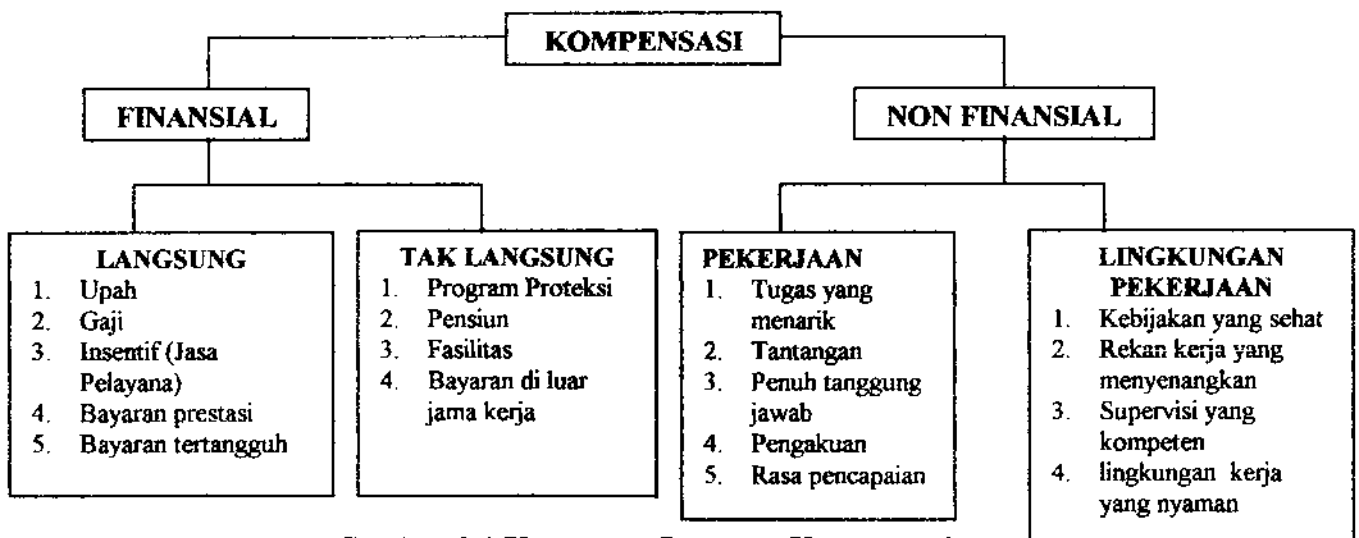 KOMPENSASI
FINANSIAL
NON FINANSIAL
LANGSUNG
1. Upah
2. Gaji
3. Insentif (Jasa
Pelayana)
4. Bayaran prestasi
5. Bayaran tertangguh
TAK LANGSUNG
1. Program Proteksi
2. Pensiun
3. Fasilitas
4. Bayaran di luar
jama kerja
PEKERJAAN
1. Tugas yang
menarik
2. Tantangan
3. Penuh tanggung
jawab
4. Pengakuan
5. Rasa pencapaian
LINGKUNGAN
PEKERJAAN
1. Kebijakan yang sehat
2. Rekan kerja yang
menyenangkan
3. Supervisi yang
kompeten
4. lingkungan kerja
yang nyaman